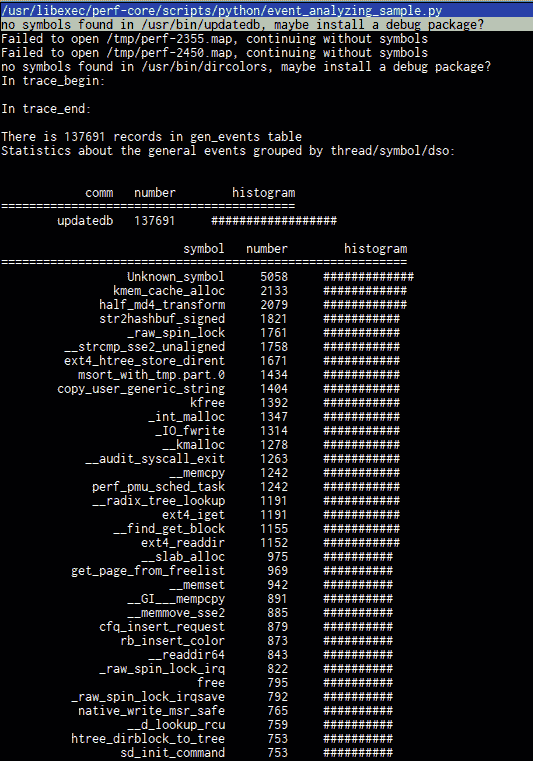 /usr/libexec/perf-core/scripts/python/event_analyzing_sample.py
no symbols found in /usr/bin/updatedb, maybe install a debug package?
Failed to open /tmp/perf-2355.map, continuing without symbols
Failed to open /tmp/perf-2450.map, continuing without symbols
no symbols found in /usr/bin/dircolors, maybe install a debug package?
In trace_begin:

In trace_end:

There is 137691 records in gen_events table
Statistics about the general events grouped by thread/symbol/dso:

            comm   number        histogram
==========================================
        updatedb   137691     ##################

                          symbol   number        histogram
==========================================================
                  Unknown_symbol     5058     #############
                kmem_cache_alloc     2133     ############
              half_md4_transform     2079     ############
              str2hashbuf_signed     1821     ###########
                  _raw_spin_lock     1761     ###########
         __strcmp_sse2_unaligned     1758     ###########
         ext4_htree_store_dirent     1671     ###########
           msort_with_tmp.part.0     1434     ###########
        copy_user_generic_string     1404     ###########
                           kfree     1392     ###########
                     _int_malloc     1347     ###########
                      _IO_fwrite     1314     ###########
                       __kmalloc     1278     ###########
            __audit_syscall_exit     1263     ###########
                        __memcpy     1242     ###########
             perf_pmu_sched_task     1242     ###########
             __radix_tree_lookup     1191     ###########
                       ext4_iget     1191     ###########
                __find_get_block     1155     ###########
                    ext4_readdir     1152     ###########
                    __slab_alloc      975     ##########
          get_page_from_freelist      969     ##########
                        __memset      942     ##########
                  __GI___mempcpy      891     ##########
                  __memmove_sse2      885     ##########
              cfq_insert_request      879     ##########
                 rb_insert_color      873     ##########
                     __readdir64      843     ##########
              _raw_spin_lock_irq      822     ##########
                            free      795     ##########
          _raw_spin_lock_irqsave      792     ##########
           native_write_msr_safe      765     ##########
                  __d_lookup_rcu      759     ##########
          htree_dirblock_to_tree      753     ##########
                 sd_init_command      753     ##########